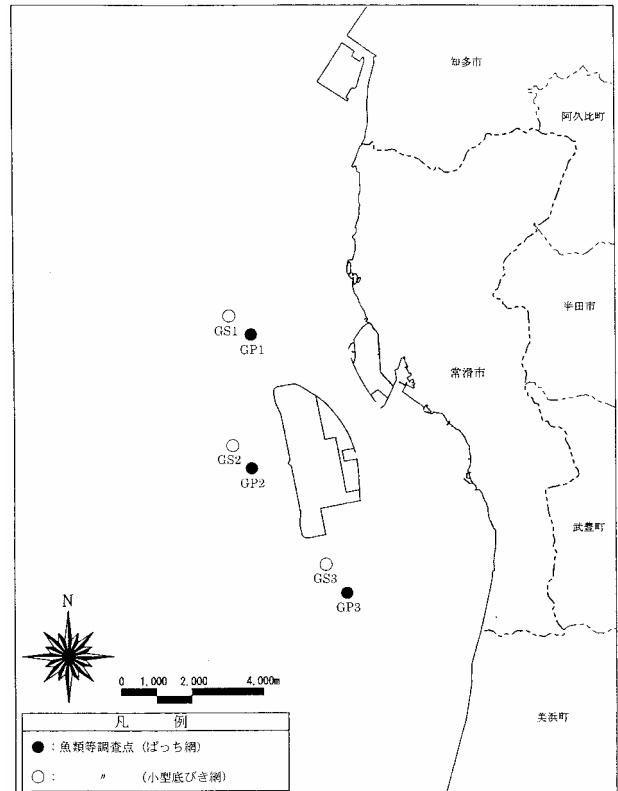 知多市
阿久比町
半田市
常滑市
GS1
GP1
GS2
GP2
武豊町
GS3
GP3
N
0 1,000 2,000 4,000m
美浜町
凡 例
●：魚類等調査点（ぱっち網）
○： 〃 （小型底びき網）